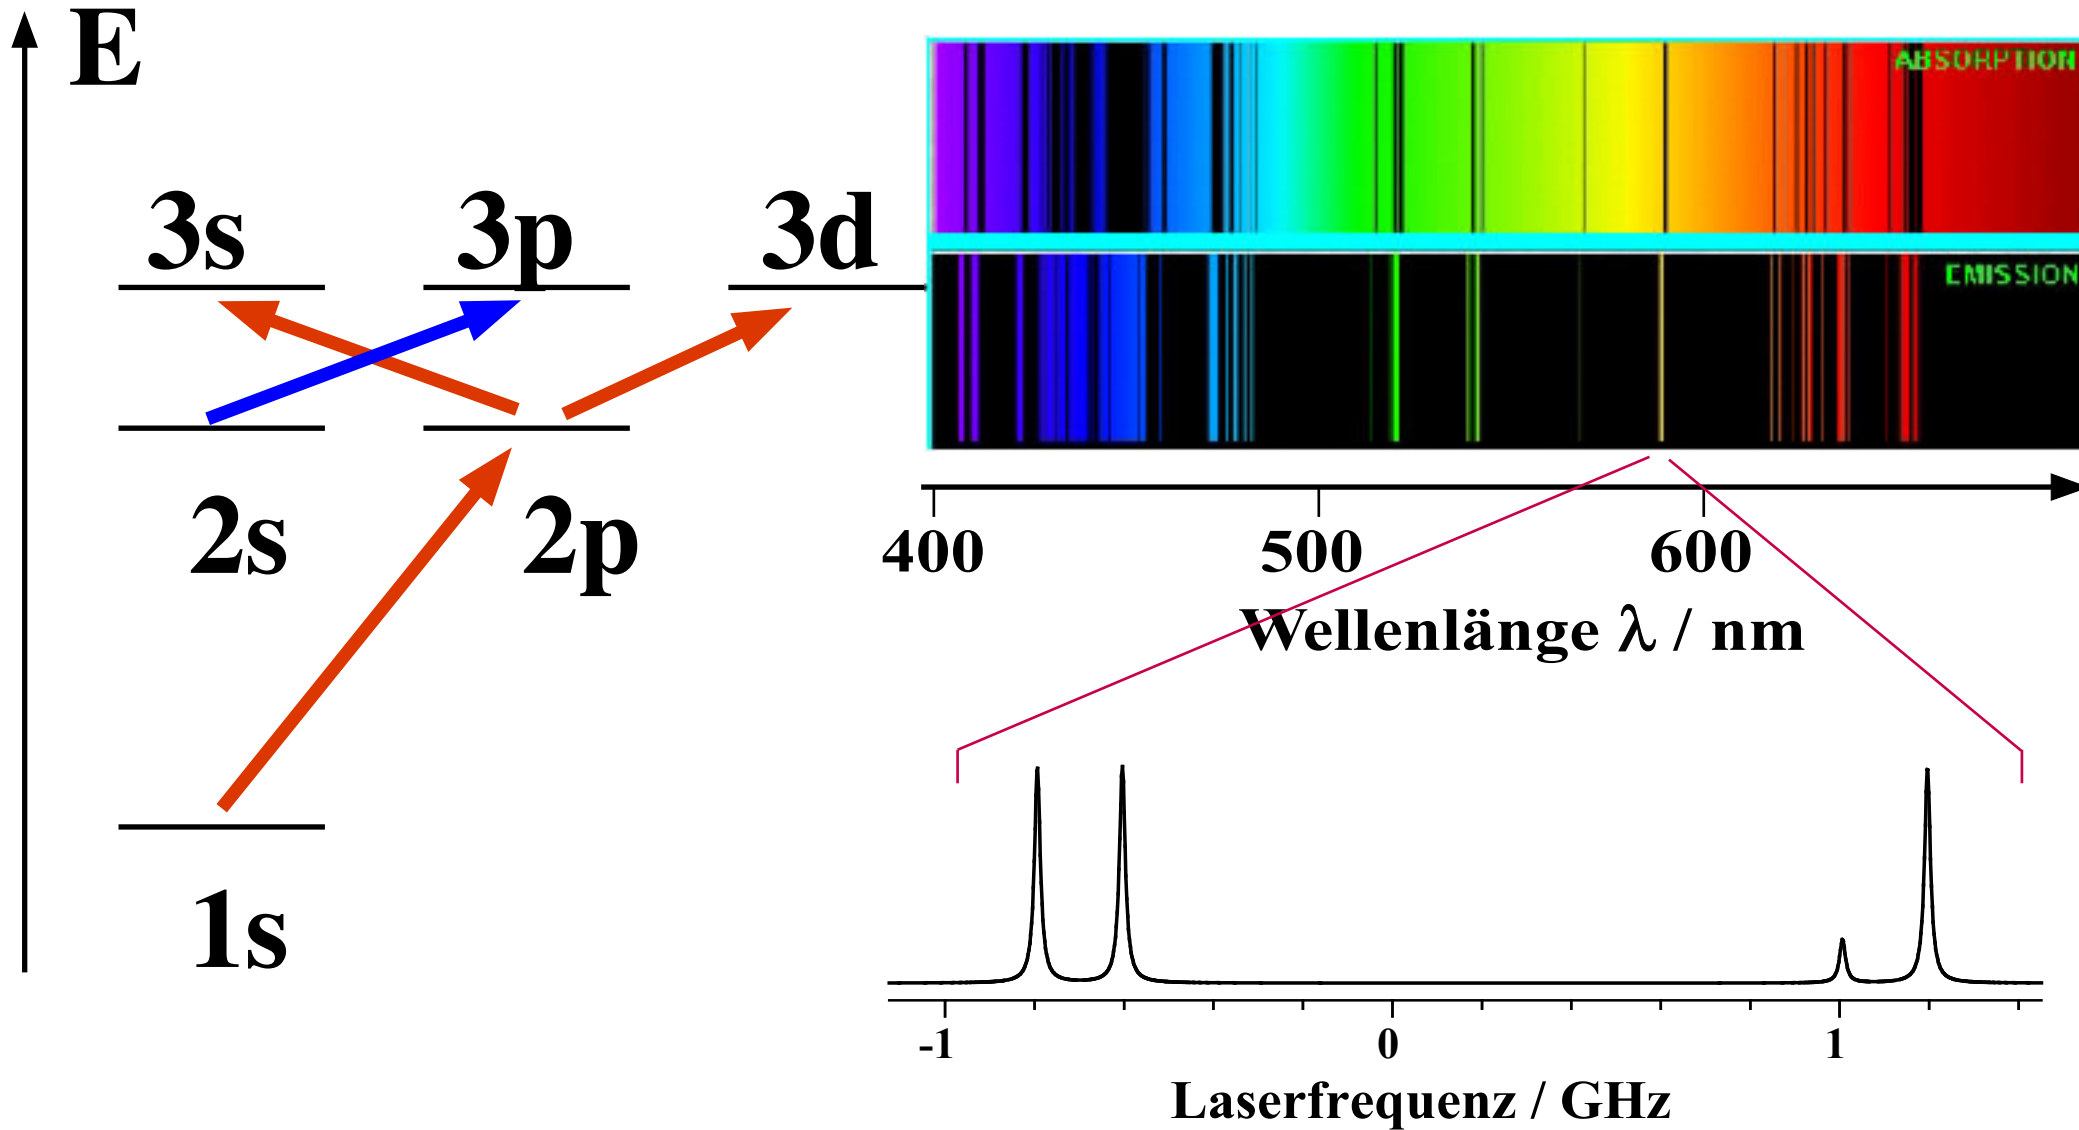 E
ABSORPTION
3s 3p 3d
EMISSION
2s 2p
400 500 600
Wellenlänge λ / nm
1s
-1 0 1
Laserfrequenz / GHz